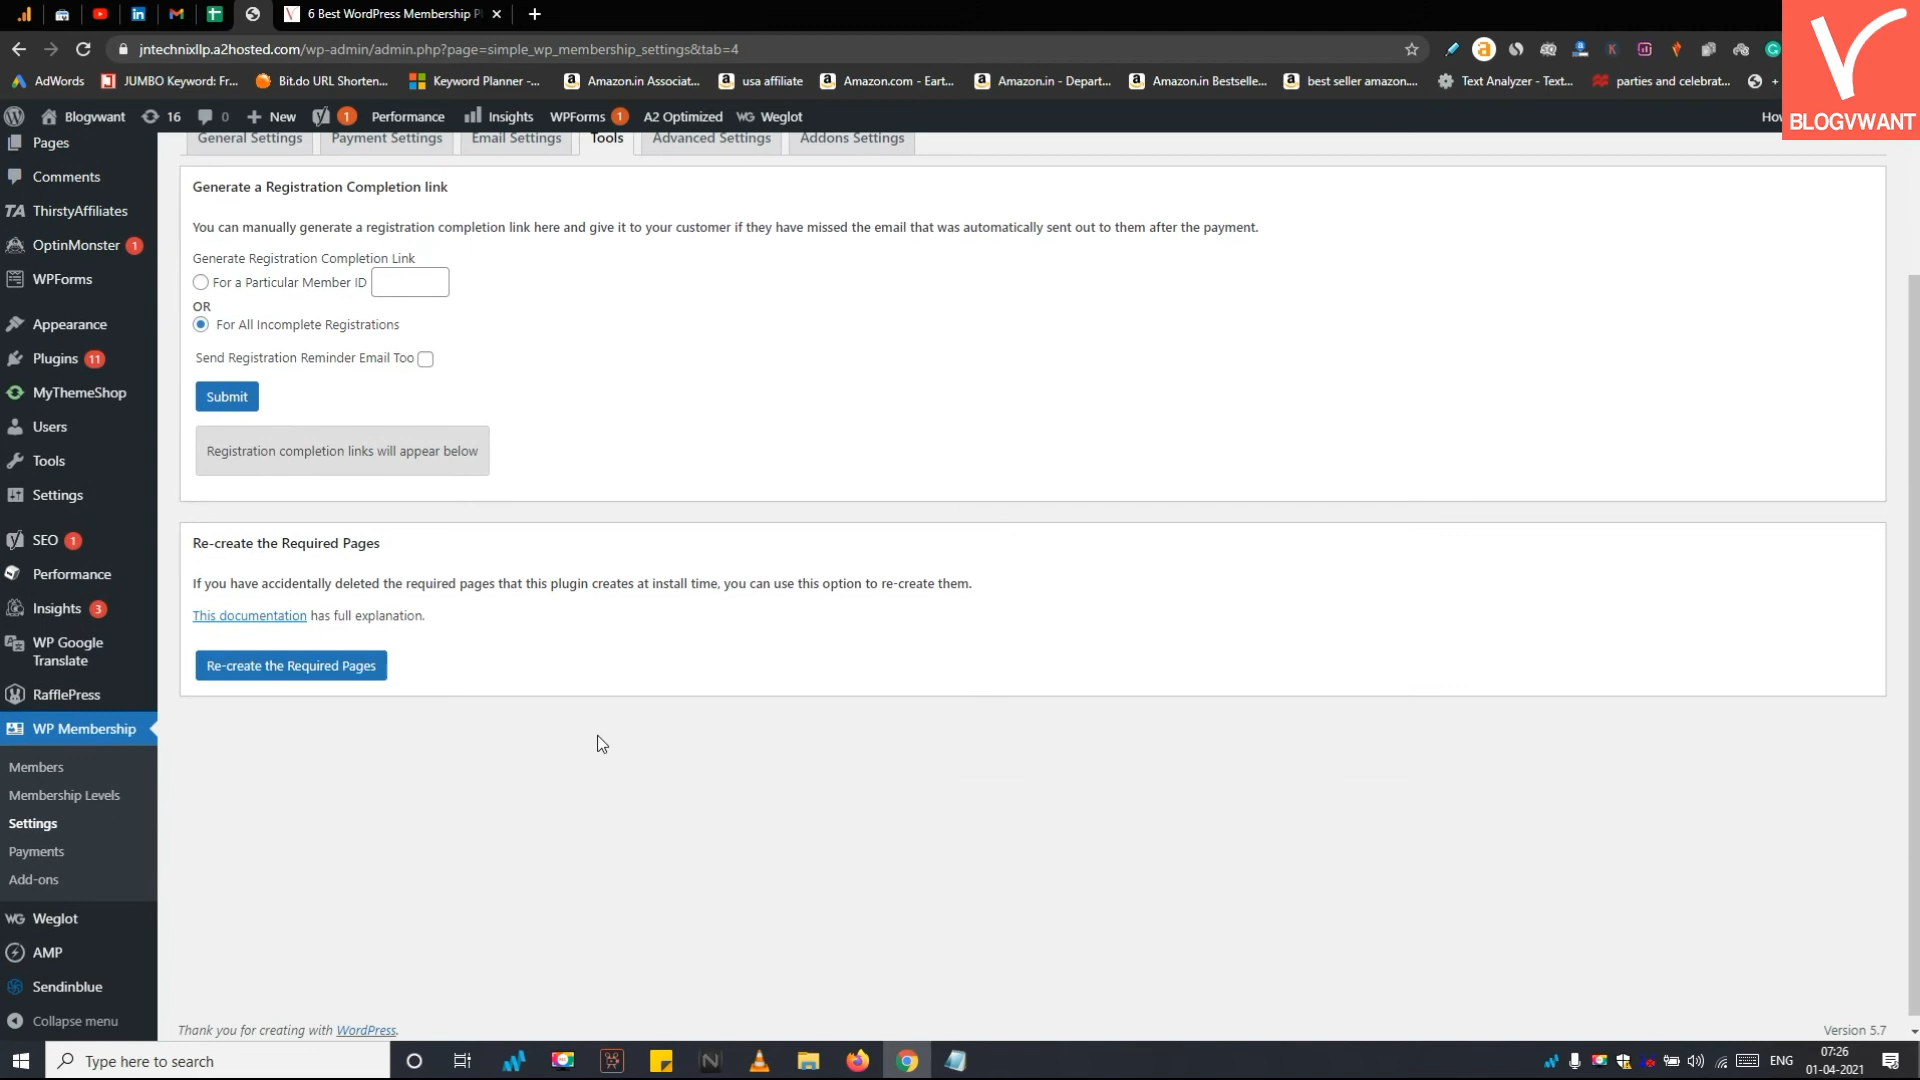 6 Best WordPress Membership P
jntechnixllp.a2hosted.com/wp-admin/admin.php?page=simple_wp_membership_settings&tab=4
AdWords JUMBO Keyword: Fr... Bit.do URL Shorten... Keyword Planner -... Amazon.in Associat... usa affiliate Amazon.com - Eart... Amazon.in - Depart... Amazon.in Bestselle... best seller amazon.... Text Analyzer - Text... parties and celebrat...
BLOGVWANT
Blogvwant 16 0 New 1 Performance Insights WPForms 1 A2 Optimized WG Weglot How
General Settings Payment Settings Email Settings Tools Advanced Settings Addons Settings
Pages
Comments
TA ThirstyAffiliates
OptinMonster 1
WPForms
Appearance
Plugins 11
MyThemeShop
Users
Tools
Settings
SEO 1
Performance
Insights 3
WP Google
Translate
RafflePress
WP Membership
Members
Membership Levels
Settings
Payments
Add-ons
WG Weglot
AMP
Sendinblue
Collapse menu
Generate a Registration Completion link
You can manually generate a registration completion link here and give it to your customer if they have missed the email that was automatically sent out to them after the payment.
Generate Registration Completion Link
For a Particular Member ID
OR
For All Incomplete Registrations
Send Registration Reminder Email Too
Submit
Registration completion links will appear below
Re-create the Required Pages
If you have accidentally deleted the required pages that this plugin creates at install time, you can use this option to re-create them.
This documentation has full explanation.
Re-create the Required Pages
Thank you for creating with WordPress.
Version 5.7
Type here to search
ENG
07:26
01-04-2021